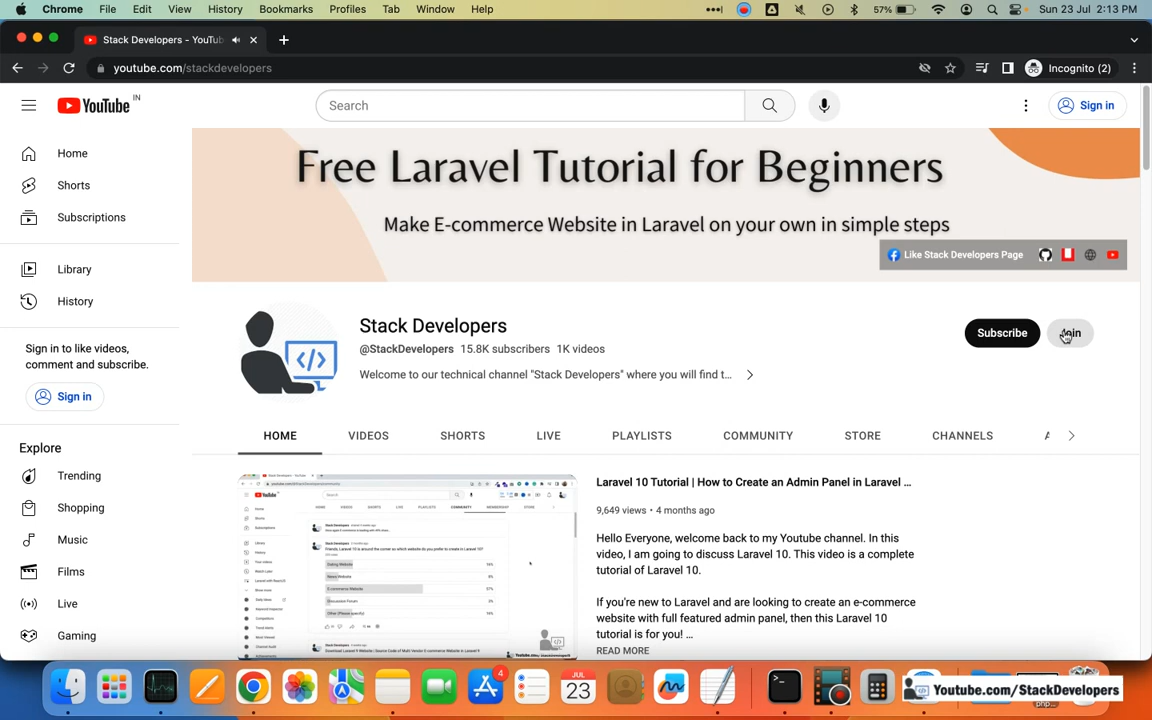 Chrome File Edit View History Bookmarks Profiles Tab Window Help 57% Sun 23 Jul 2:13 PM
Stack Developers - YouTub
youtube.com/stackdevelopers Incognito (2)
YouTube IN Search Sign in
Free Laravel Tutorial for Beginners
Make E-commerce Website in Laravel on your own in simple steps
Like Stack Developers Page
Home
Shorts
Subscriptions
Library
History
Sign in to like videos,
comment and subscribe.
Sign in
Explore
Trending
Shopping
Music
Films
Live
Gaming
Stack Developers
@StackDevelopers 15.8K subscribers 1K videos
Welcome to our technical channel "Stack Developers" where you will find t...
Subscribe Join
HOME VIDEOS SHORTS LIVE PLAYLISTS COMMUNITY STORE CHANNELS
Laravel 10 Tutorial | How to Create an Admin Panel in Laravel ...
9,649 views • 4 months ago
Hello Everyone, welcome back to my Youtube channel. In this
video, I am going to discuss Laravel 10. This video is a complete
tutorial of Laravel 10.
If you're new to Laravel and are looking to create an e-commerce
website with full featured admin panel, then this Laravel 10
tutorial is for you! ...
READ MORE
4
JUL
23
php...
Youtube.com/StackDevelopers